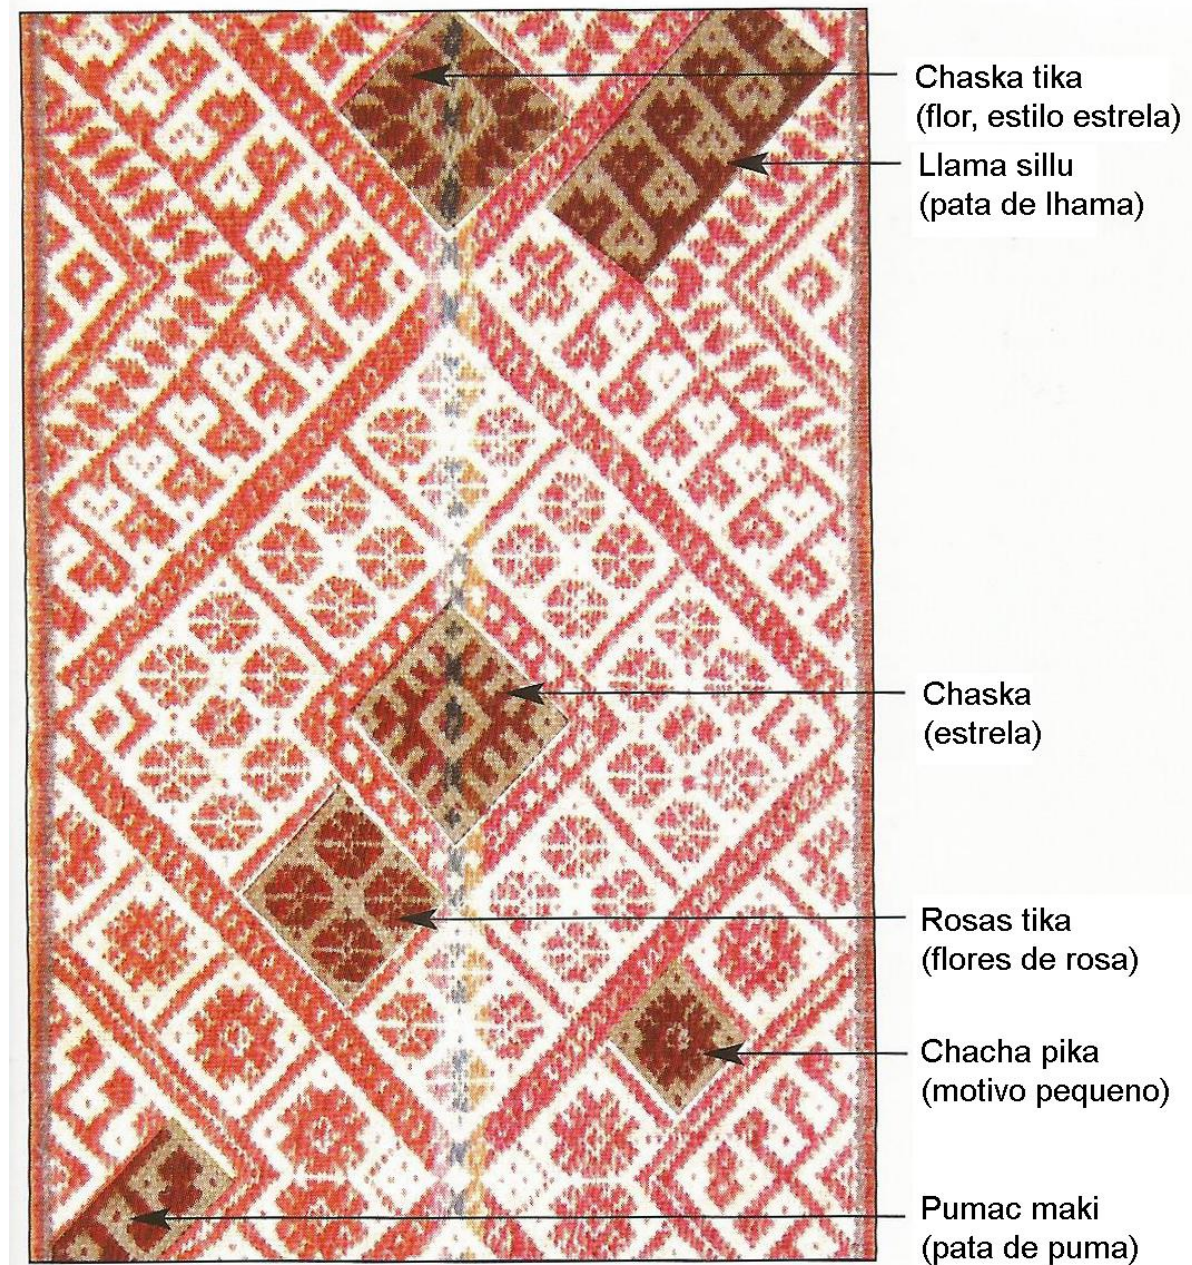 Chaska tika
(flor, estilo estrela)
Llama sillu
(pata de lhama)
Chaska
(estrela)
Rosas tika
(flores de rosa)
Chacha pika
(motivo pequeno)
Pumac maki
(pata de puma)